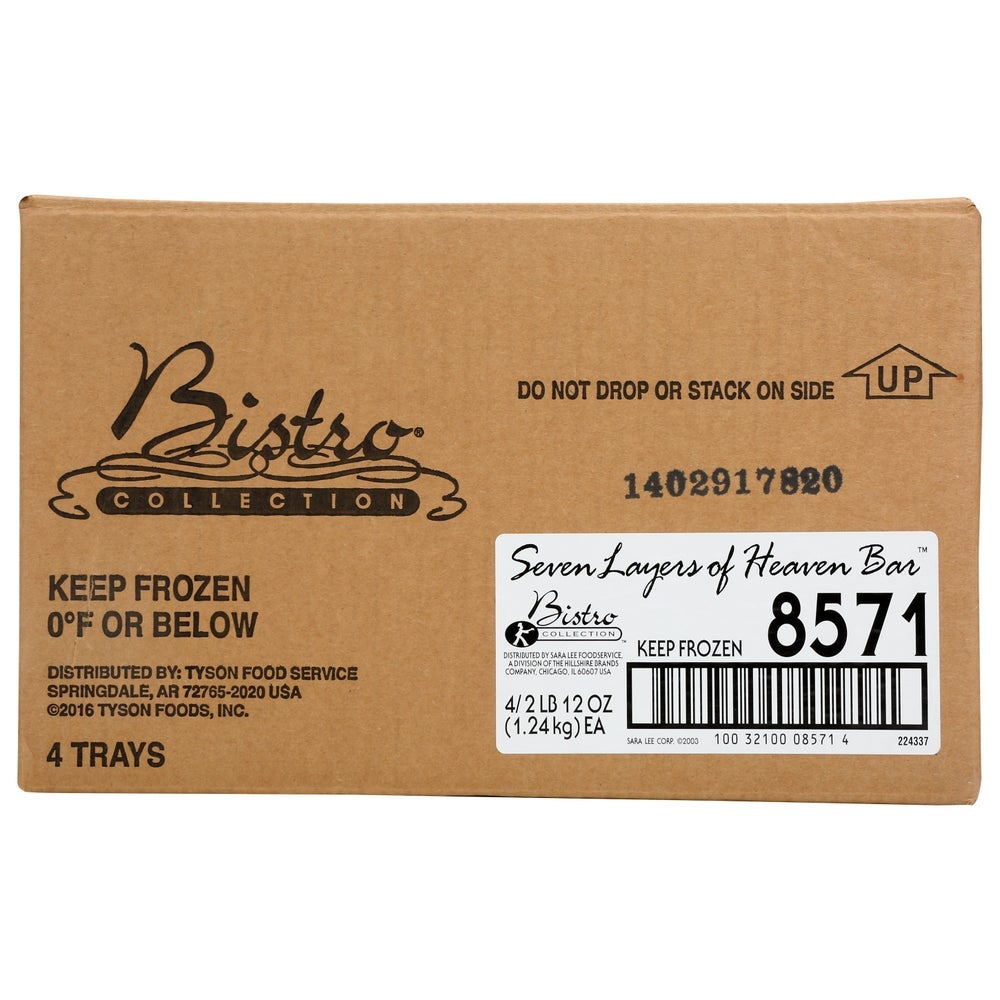 Bistro®
COLLECTION
KEEP FROZEN
0°F OR BELOW
DISTRIBUTED BY: TYSON FOOD SERVICE
SPRINGDALE, AR 72765-2020 USA
©2016 TYSON FOODS, INC.
4 TRAYS
DO NOT DROP OR STACK ON SIDE
UP
1402917820
Seven Layers of Heaven Bar™
Bistro
COLLECTION™
KEEP FROZEN
8571
DISTRIBUTED BY SARA LEE FOODSERVICE,
A DIVISION OF THE HILLSHIRE BRANDS
COMPANY, CHICAGO, IL 60607 USA
4/ 2 LB 12 OZ
(1.24kg) EA
SARA LEE CORP. ©2003
100 32100 08571 4
224337